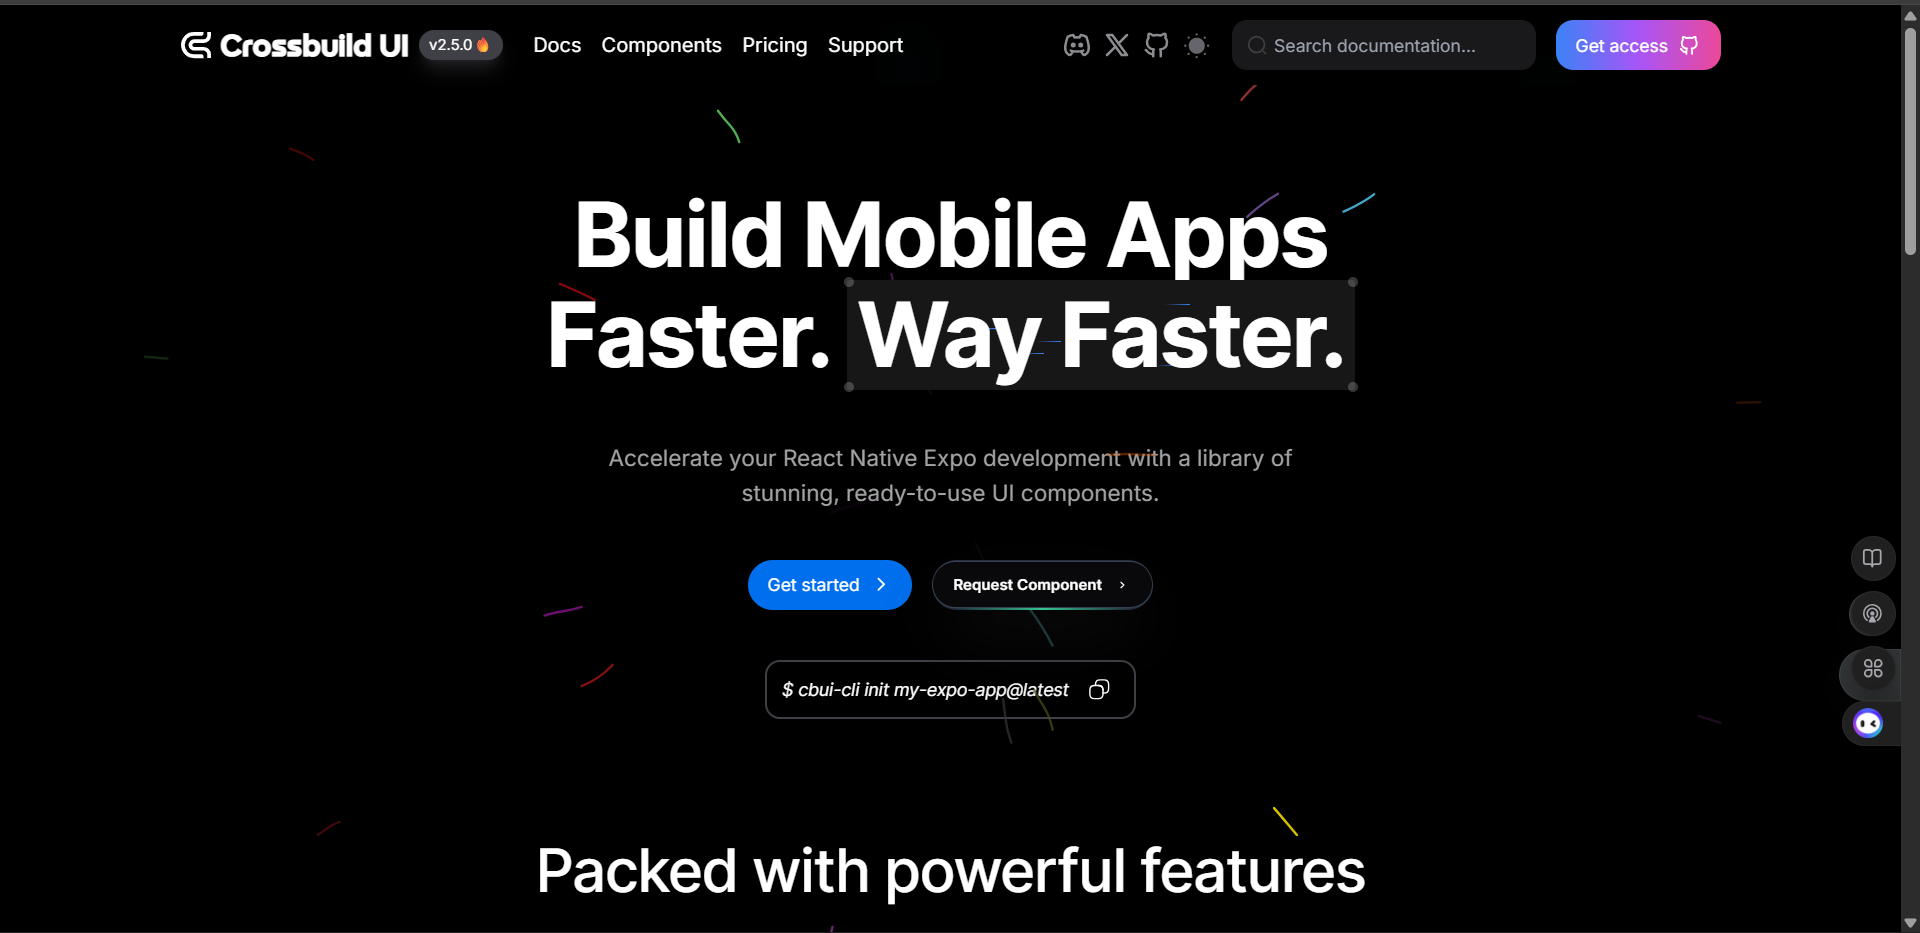 Crossbuild UI v2.5.0 Docs Components Pricing Support Search documentation... Get access
Build Mobile Apps
Faster. Way Faster.
Accelerate your React Native Expo development with a library of
stunning, ready-to-use UI components.
Get started Request Component
$ cbui-cli init my-expo-app@latest
Packed with powerful features